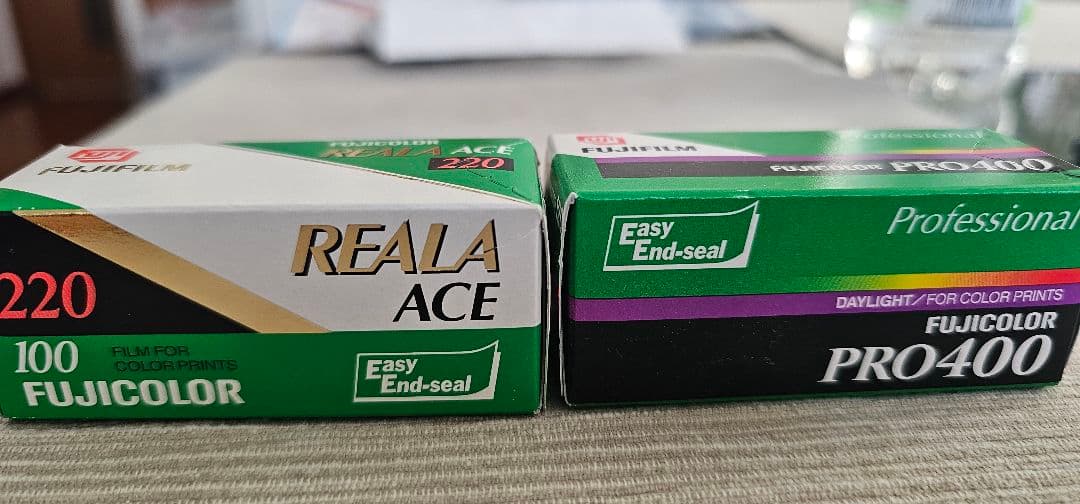 FUJIFILM
FUJICOLOR
REALA ACE
220
REALA
ACE
220
100
FILM FOR
COLOR PRINTS
FUJICOLOR
Easy
End-seal
FUJIFILM
Professional
FUJICOLOR PRO400
Easy
End-seal
Professional
DAYLIGHT/FOR COLOR PRINTS
FUJICOLOR
PRO400